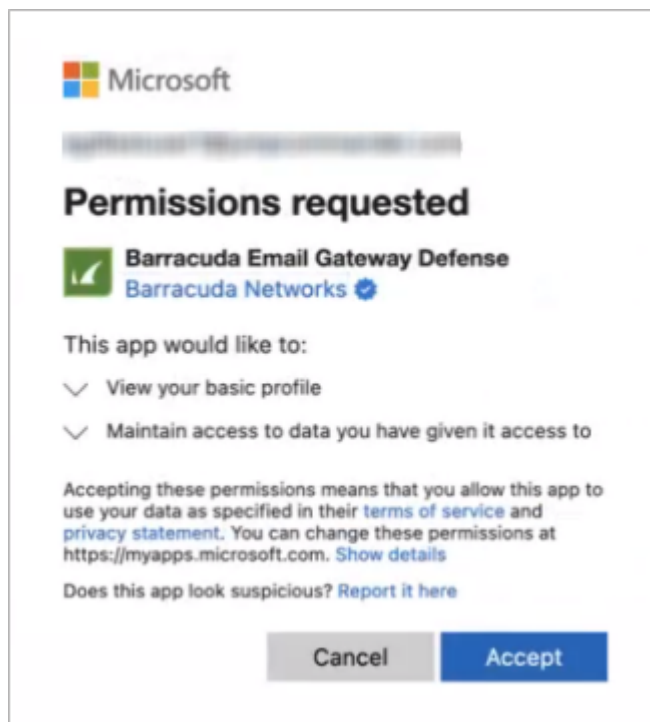 Microsoft
Permissions requested
Barracuda Email Gateway Defense
Barracuda Networks
This app would like to:
View your basic profile
Maintain access to data you have given it access to
Accepting these permissions means that you allow this app to
use your data as specified in their terms of service and
privacy statement. You can change these permissions at
https://myapps.microsoft.com. Show details
Does this app look suspicious? Report it here
Cancel Accept